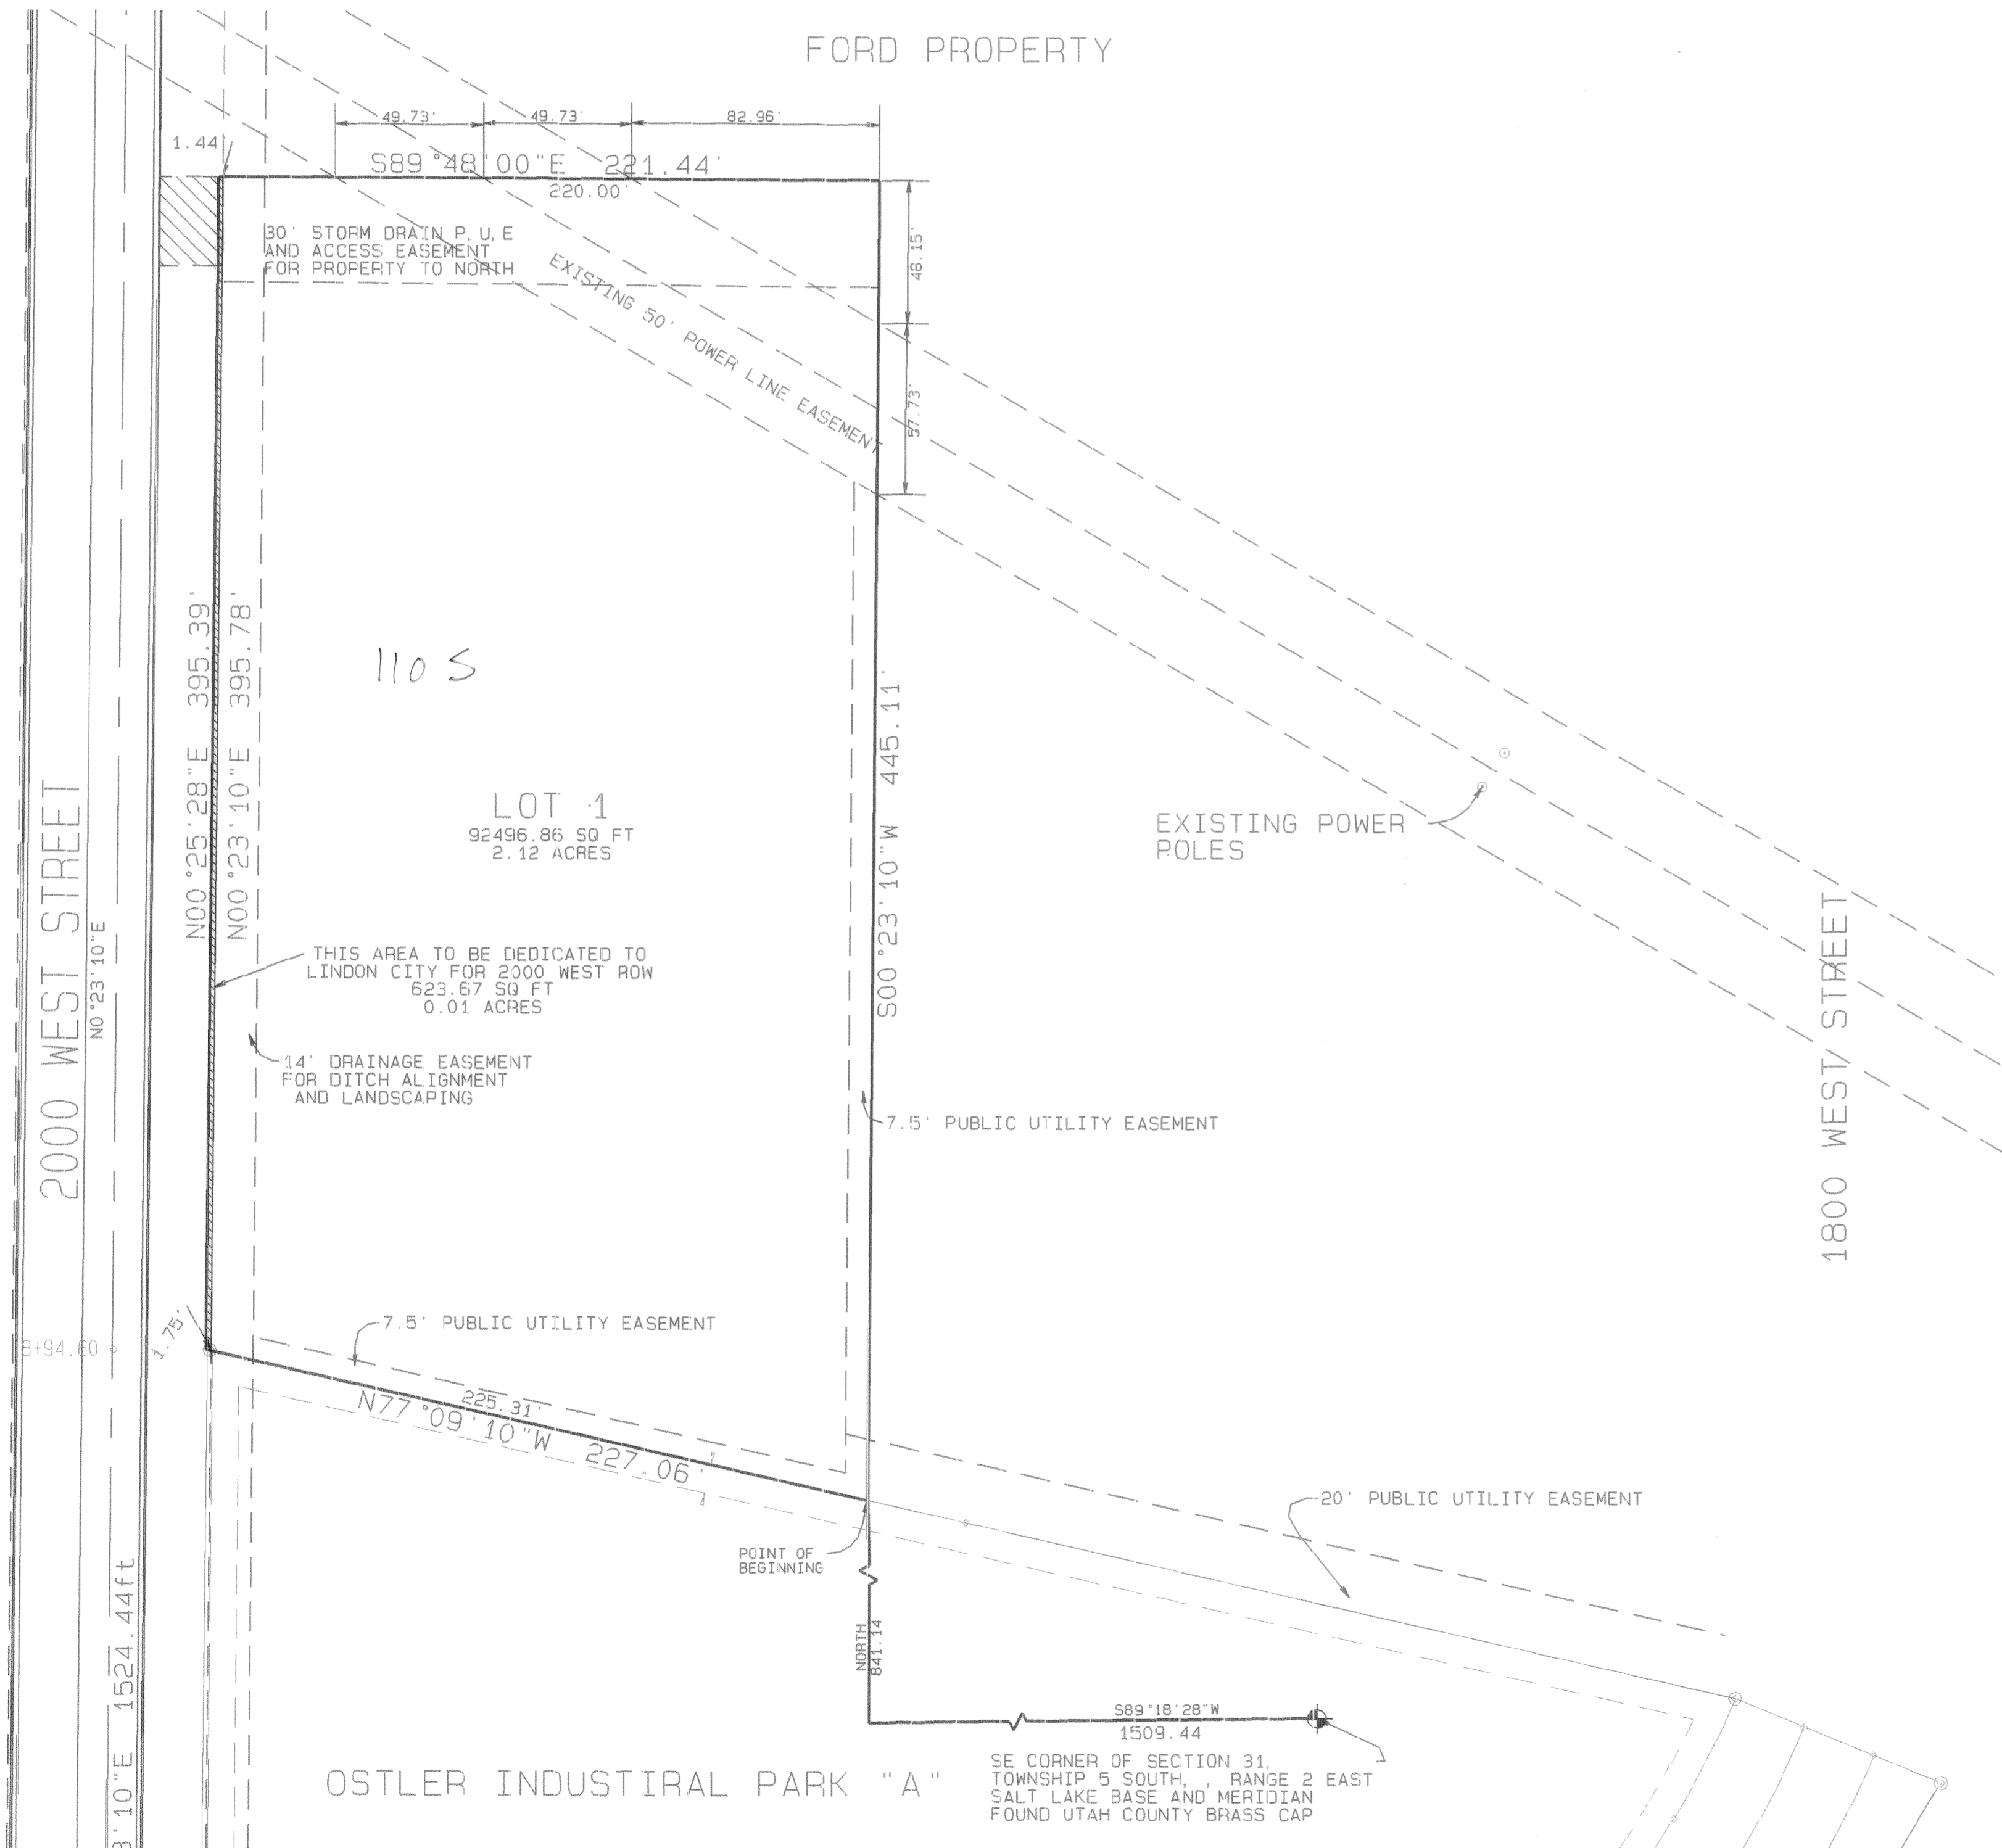 FORD PROPERTY
49.73'
49.73'
82.96'
1.44
S89°48'00"E 221.44'
220.00'
30' STORM DRAIN P.U.E
AND ACCESS EASEMENT
FOR PROPERTY TO NORTH
48.15'
EXISTING 50' POWER LINE EASEMENT
57.73'
N00°25'28"E 395.39'
N00°23'10"E 395.78'
110 S
S00°23'10"W 445.11'
LOT 1
92496.86 SQ FT
2.12 ACRES
EXISTING POWER
POLES
2000 WEST STREET
N0°23'10"E
1800 WEST STREET
THIS AREA TO BE DEDICATED TO
LINDON CITY FOR 2000 WEST ROW
623.67 SQ FT
0.01 ACRES
14' DRAINAGE EASEMENT
FOR DITCH ALIGNMENT
AND LANDSCAPING
7.5' PUBLIC UTILITY EASEMENT
7.5' PUBLIC UTILITY EASEMENT
1.75'
8+94.60
225.31'
N77°09'10"W 227.06'
20' PUBLIC UTILITY EASEMENT
POINT OF
BEGINNING
NORTH
841.14
3'10"E 1524.44ft
S89°18'28"W
1509.44
SE CORNER OF SECTION 31,
TOWNSHIP 5 SOUTH, , RANGE 2 EAST
SALT LAKE BASE AND MERIDIAN
FOUND UTAH COUNTY BRASS CAP
OSTLER INDUSTIRAL PARK "A"